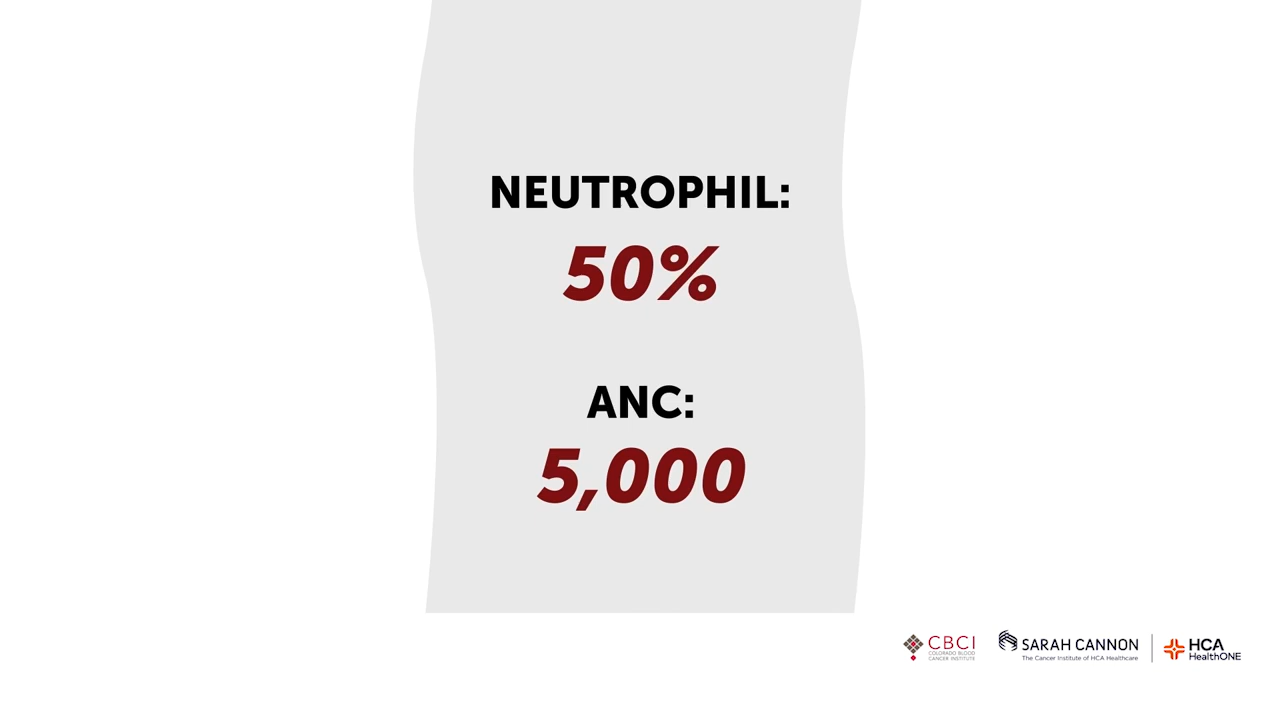 NEUTROPHIL:
50%
ANC:
5,000
CBCI
COLORADO BLOOD
CANCER INSTITUTE
SARAH CANNON
The Cancer Institute of HCA Healthcare
HCA
HealthONE